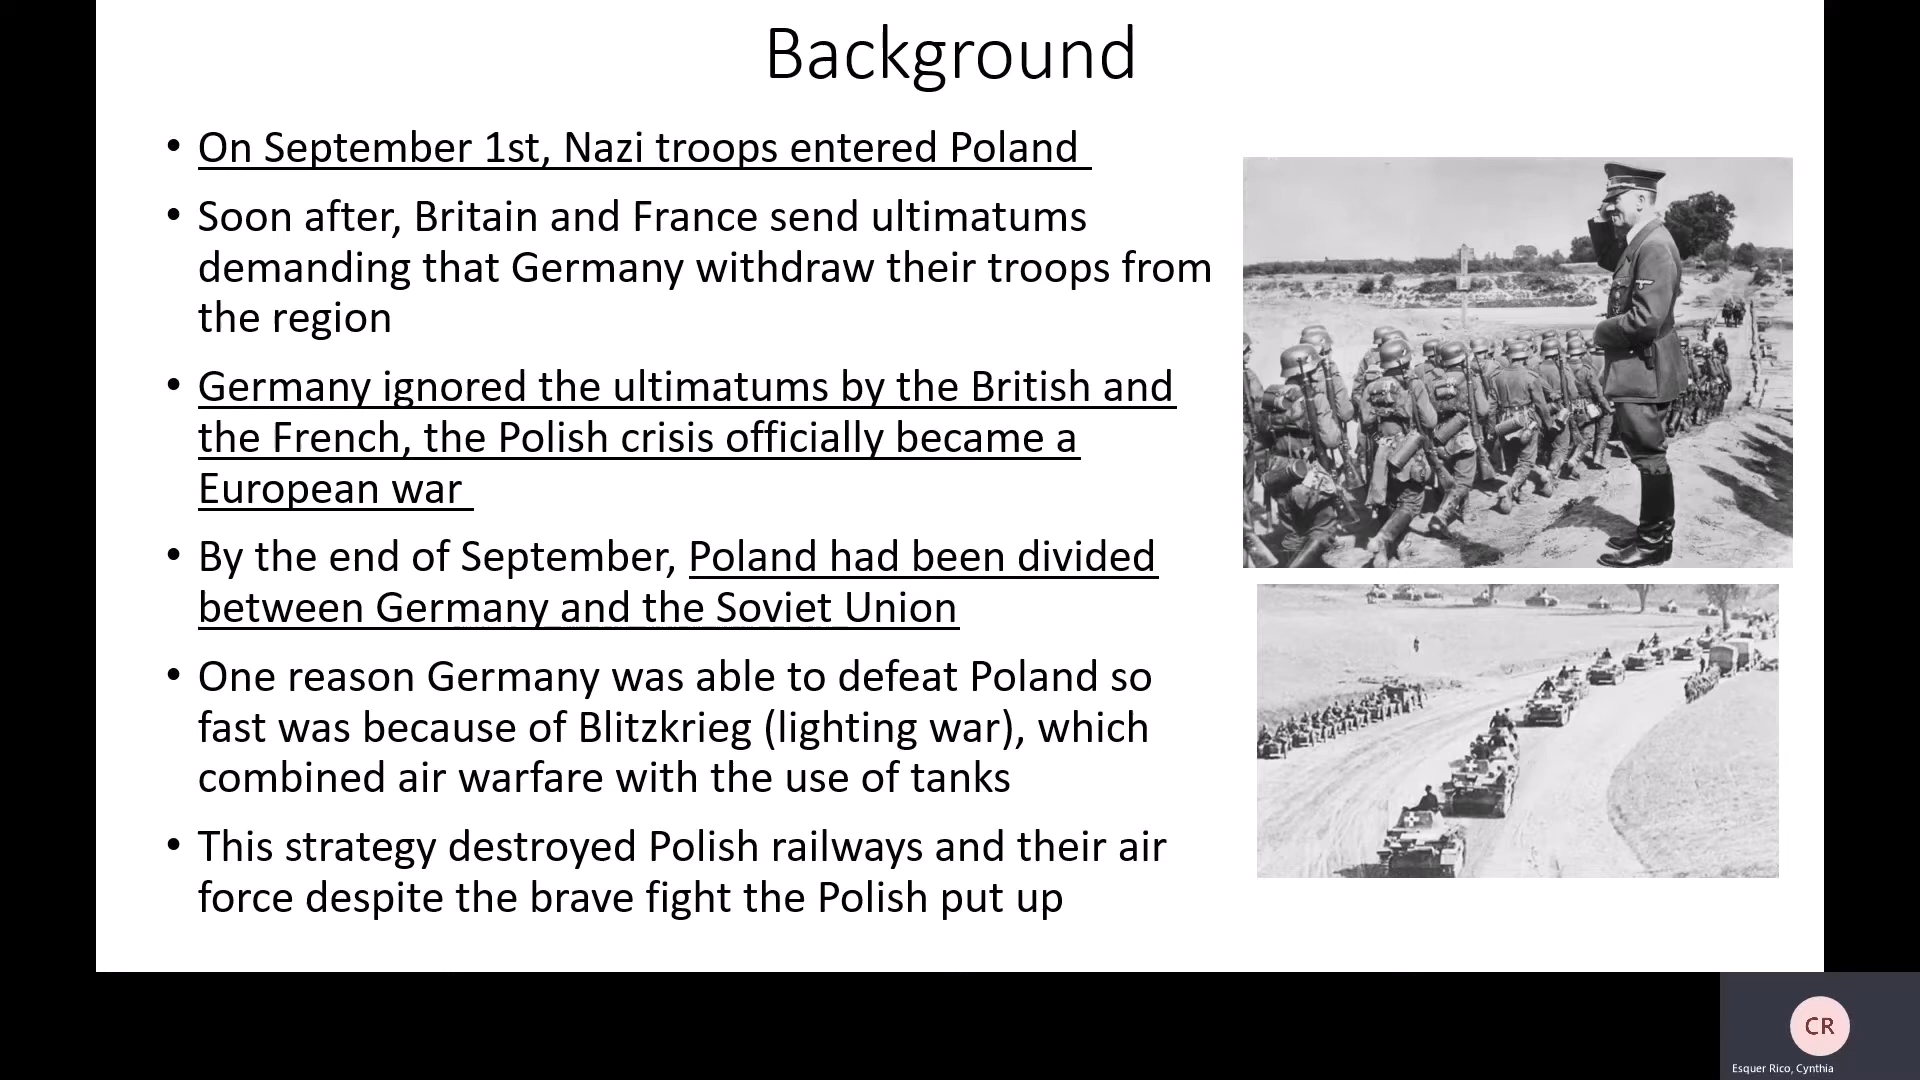 Background
• On September 1st, Nazi troops entered Poland
• Soon after, Britain and France send ultimatums
demanding that Germany withdraw their troops from
the region
• Germany ignored the ultimatums by the British and
the French, the Polish crisis officially became a
European war
• By the end of September, Poland had been divided
between Germany and the Soviet Union
• One reason Germany was able to defeat Poland so
fast was because of Blitzkrieg (lighting war), which
combined air warfare with the use of tanks
• This strategy destroyed Polish railways and their air
force despite the brave fight the Polish put up
CR
Esquer Rico, Cynthia